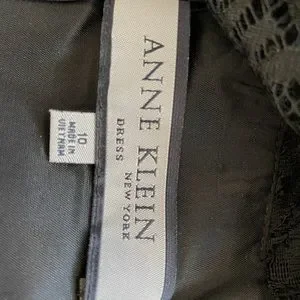 ANNE KLEIN
DRESS NEW YORK
10
MADE IN
VIETNAM